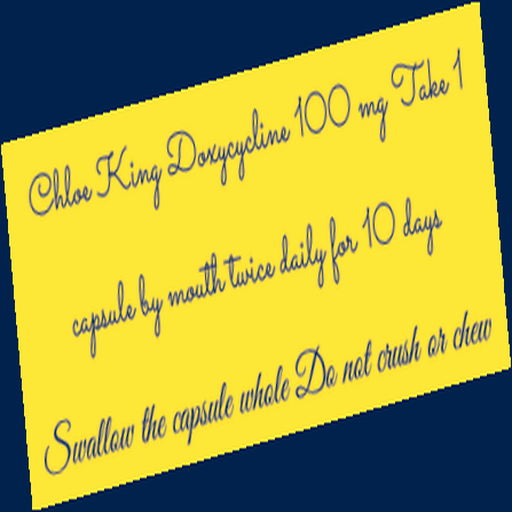 Chloe King Doxycycline 100 mg Take 1
capsule by mouth twice daily for 10 days
Swallow the capsule whole Do not crush or chew